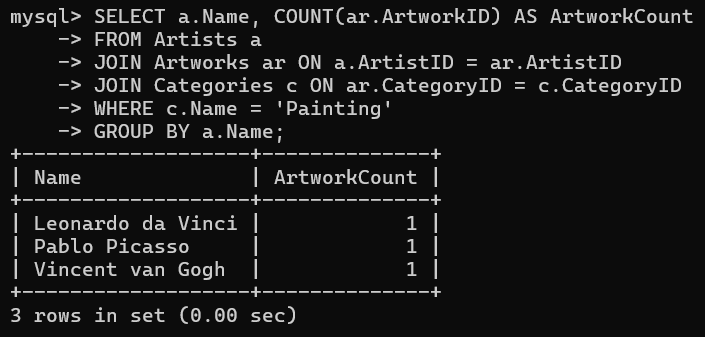 mysql> SELECT a.Name, COUNT(ar.ArtworkID) AS ArtworkCount
    -> FROM Artists a
    -> JOIN Artworks ar ON a.ArtistID = ar.ArtistID
    -> JOIN Categories c ON ar.CategoryID = c.CategoryID
    -> WHERE c.Name = 'Painting'
    -> GROUP BY a.Name;
+-------------------+--------------+
| Name              | ArtworkCount |
+-------------------+--------------+
| Leonardo da Vinci |            1 |
| Pablo Picasso     |            1 |
| Vincent van Gogh  |            1 |
+-------------------+--------------+
3 rows in set (0.00 sec)